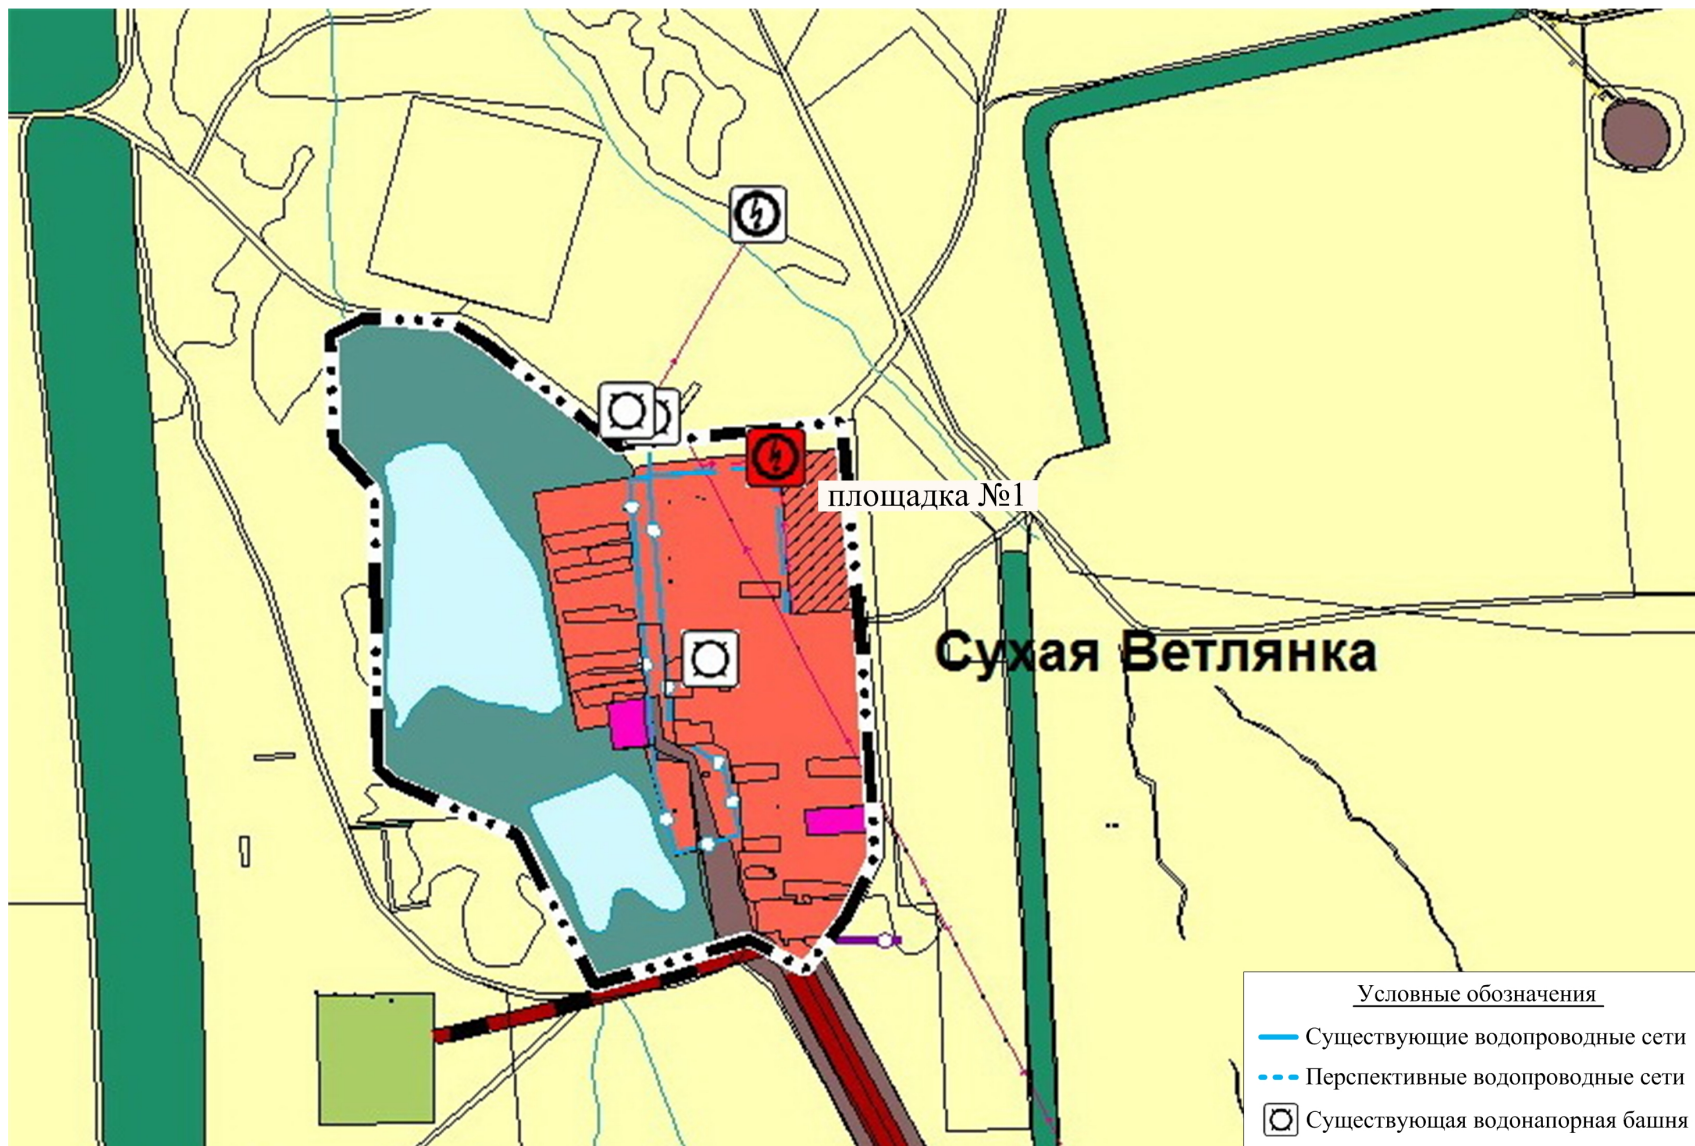 площадка №1
Сухая Ветлянка
Условные обозначения
Существующие водопроводные сети
Перспективные водопроводные сети
Существующая водонапорная башня